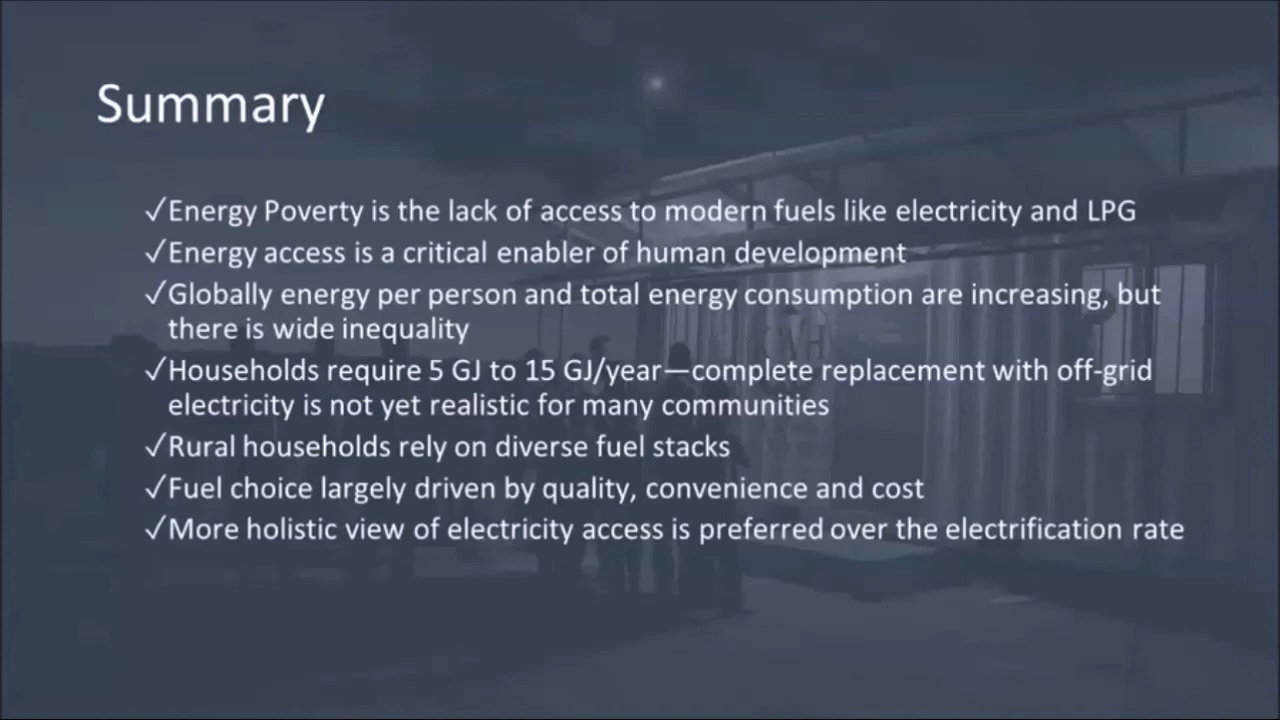 Summary
✓Energy Poverty is the lack of access to modern fuels like electricity and LPG
✓Energy access is a critical enabler of human development
✓Globally energy per person and total energy consumption are increasing, but
there is wide inequality
✓Households require 5 GJ to 15 GJ/year—complete replacement with off-grid
electricity is not yet realistic for many communities
✓Rural households rely on diverse fuel stacks
✓Fuel choice largely driven by quality, convenience and cost
✓More holistic view of electricity access is preferred over the electrification rate